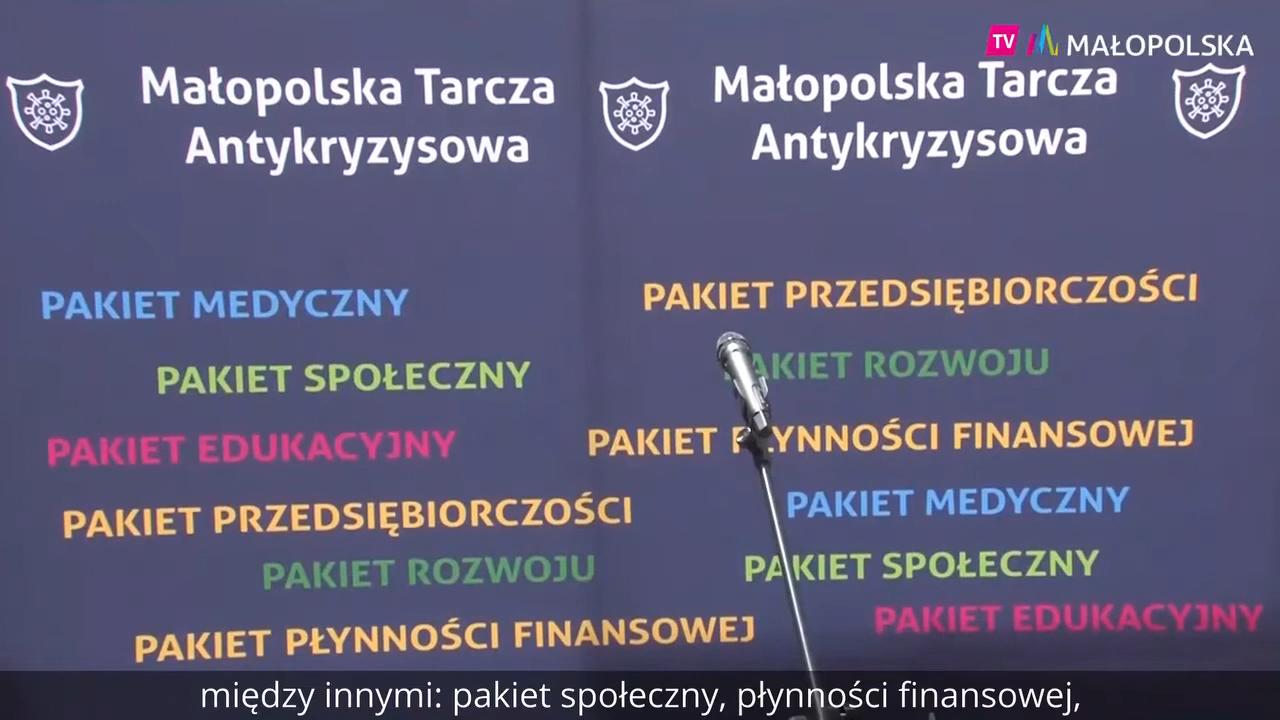 TV MAŁOPOLSKA
Małopolska Tarcza
Antykryzysowa
PAKIET MEDYCZNY
PAKIET SPOŁECZNY
PAKIET EDUKACYJNY
PAKIET PRZEDSIĘBIORCZOŚCI
PAKIET ROZWOJU
PAKIET PŁYNNOŚCI FINANSOWEJ
Małopolska Tarcza
Antykryzysowa
PAKIET PRZEDSIĘBIORCZOŚCI
PAKIET ROZWOJU
PAKIET PŁYNNOŚCI FINANSOWEJ
PAKIET MEDYCZNY
PAKIET SPOŁECZNY
PAKIET EDUKACYJNY
między innymi: pakiet społeczny, płynności finansowej,